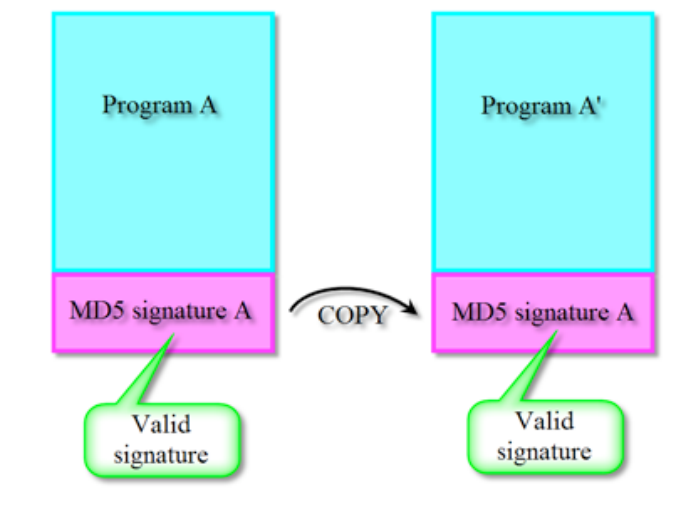 Program A
Program A'
MD5 signature A
COPY
MD5 signature A
Valid
signature
Valid
signature